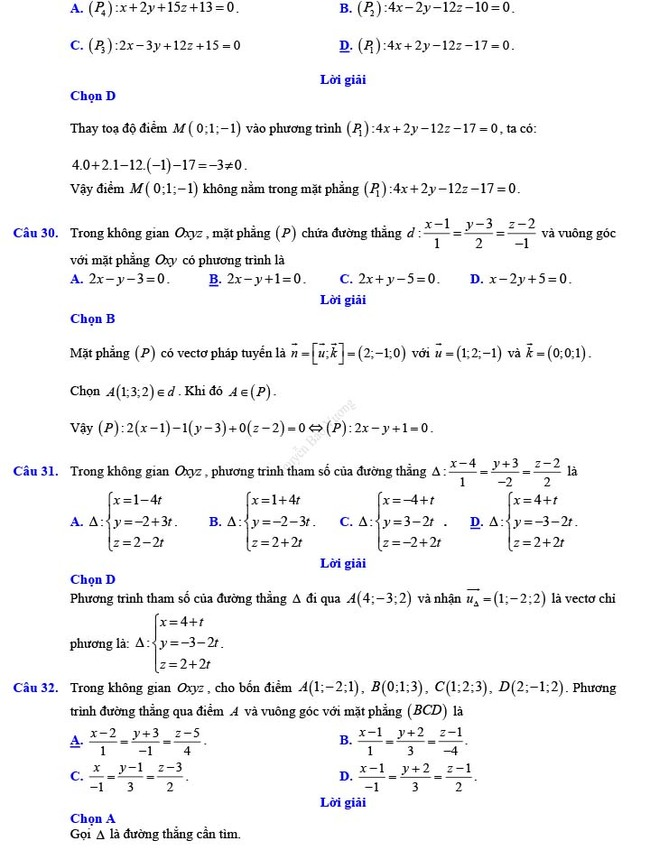 A. (P₄): x + 2y + 15z + 13 = 0. B. (P₂): 4x − 2y − 12z − 10 = 0.
C. (P₃): 2x − 3y + 12z + 15 = 0 D. (P₁): 4x + 2y − 12z − 17 = 0.
Lời giải
Chọn D
Thay toạ độ điểm M(0;1;−1) vào phương trình (P₁): 4x + 2y − 12z − 17 = 0, ta có:
4.0 + 2.1 − 12.(−1) − 17 = −3 ≠ 0.
Vậy điểm M(0;1;−1) không nằm trong mặt phẳng (P₁): 4x + 2y − 12z − 17 = 0.
Câu 30. Trong không gian Oxyz, mặt phẳng (P) chứa đường thẳng d: (x−1)/1 = (y−3)/2 = (z−2)/−1 và vuông góc
với mặt phẳng Oxy có phương trình là
A. 2x − y − 3 = 0. B. 2x − y + 1 = 0. C. 2x + y − 5 = 0. D. x − 2y + 5 = 0.
Lời giải
Chọn B
Mặt phẳng (P) có vectơ pháp tuyến là n⃗ = [u⃗; k⃗] = (2;−1;0) với u⃗ = (1;2;−1) và k⃗ = (0;0;1).
Chọn A(1;3;2) ∈ d. Khi đó A ∈ (P).
Vậy (P): 2(x−1) − 1(y−3) + 0(z−2) = 0 ⇔ (P): 2x − y + 1 = 0.
Câu 31. Trong không gian Oxyz, phương trình tham số của đường thẳng Δ: (x−4)/1 = (y+3)/−2 = (z−2)/2 là
A. Δ: {x = 1 − 4t; y = −2 + 3t; z = 2 − 2t. B. Δ: {x = 1 + 4t; y = −2 − 3t; z = 2 + 2t. C. Δ: {x = −4 + t; y = 3 − 2t; z = −2 + 2t. D. Δ: {x = 4 + t; y = −3 − 2t; z = 2 + 2t.
Lời giải
Chọn D
Phương trình tham số của đường thẳng Δ đi qua A(4;−3;2) và nhận u⃗_Δ = (1;−2;2) là vectơ chỉ
phương là: Δ: {x = 4 + t; y = −3 − 2t; z = 2 + 2t.
Câu 32. Trong không gian Oxyz, cho bốn điểm A(1;−2;1), B(0;1;3), C(1;2;3), D(2;−1;2). Phương
trình đường thẳng qua điểm A và vuông góc với mặt phẳng (BCD) là
A. (x−2)/1 = (y+3)/−1 = (z−5)/4. B. (x−1)/1 = (y+2)/3 = (z−1)/−4.
C. x/−1 = (y−1)/3 = (z−3)/2. D. (x−1)/−1 = (y+2)/3 = (z−1)/2.
Lời giải
Chọn A
Gọi Δ là đường thẳng cần tìm.